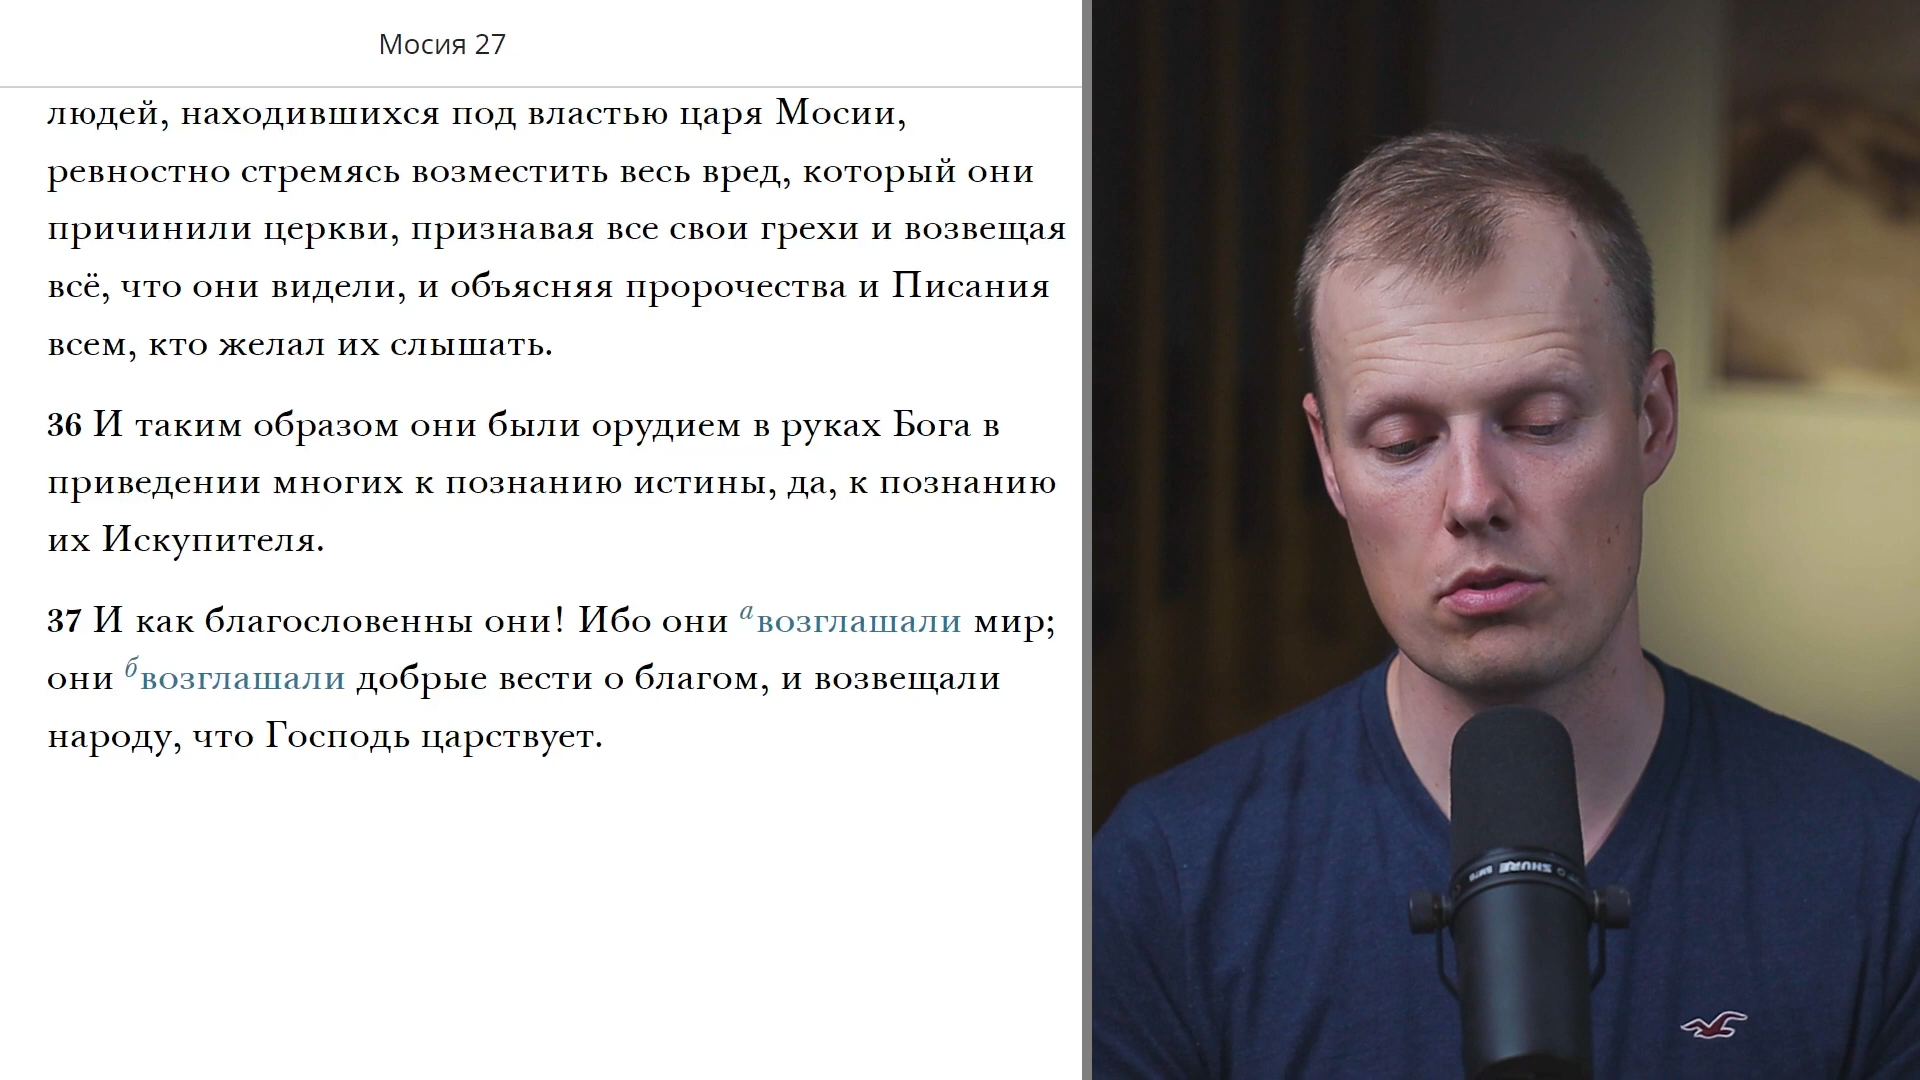 Мосия 27
людей, находившихся под властью царя Мосии,
ревностно стремясь возместить весь вред, который они
причинили церкви, признавая все свои грехи и возвещая
всё, что они видели, и объясняя пророчества и Писания
всем, кто желал их слышать.
36 И таким образом они были орудием в руках Бога в
приведении многих к познанию истины, да, к познанию
их Искупителя.
37 И как благословенны они! Ибо они а возглашали мир;
они б возглашали добрые вести о благом, и возвещали
народу, что Господь царствует.
SHURE